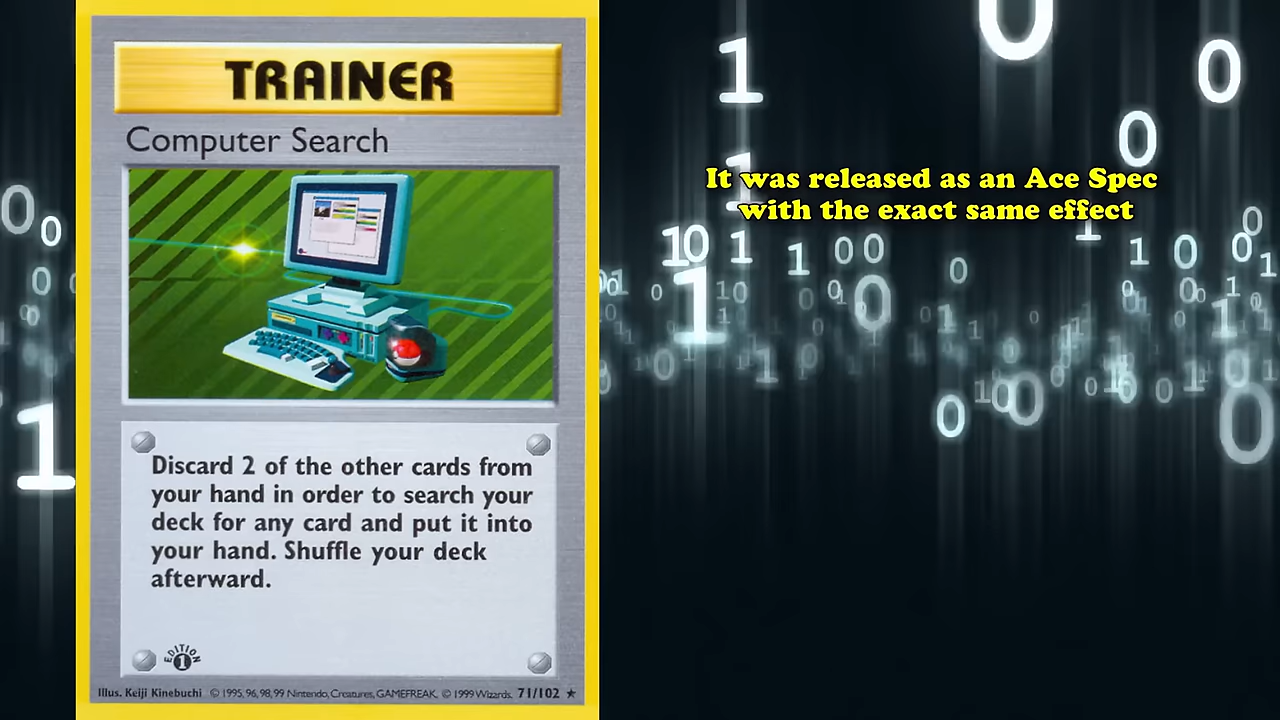 TRAINER
Computer Search
Discard 2 of the other cards from
your hand in order to search your
deck for any card and put it into
your hand. Shuffle your deck
afterward.
EDITION
1
Illus. Keiji Kinebuchi © 1995, 96, 98, 99 Nintendo, Creatures, GAMEFREAK. © 1999 Wizards. 71/102 ★
It was released as an Ace Spec
with the exact same effect